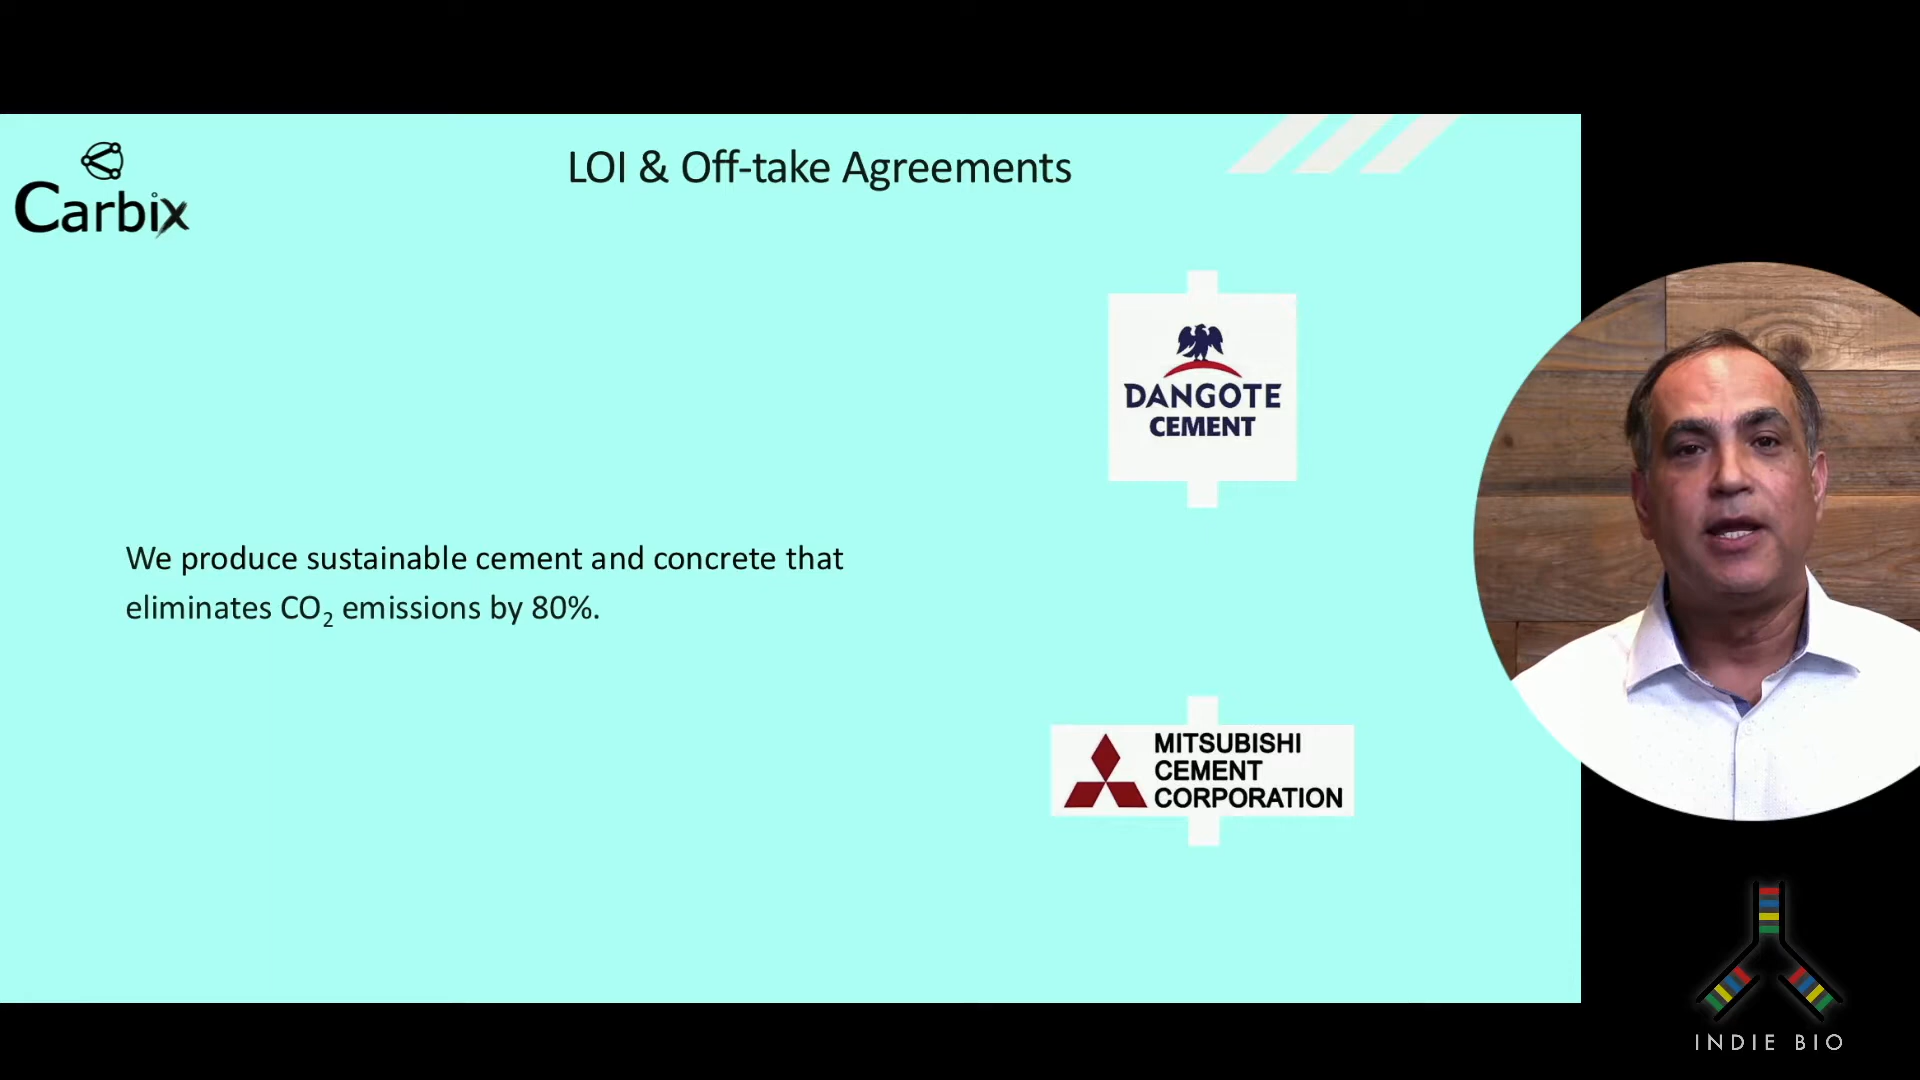 Carbix
LOI & Off-take Agreements
DANGOTE
CEMENT
We produce sustainable cement and concrete that
eliminates CO₂ emissions by 80%.
MITSUBISHI
CEMENT
CORPORATION
INDIE BIO